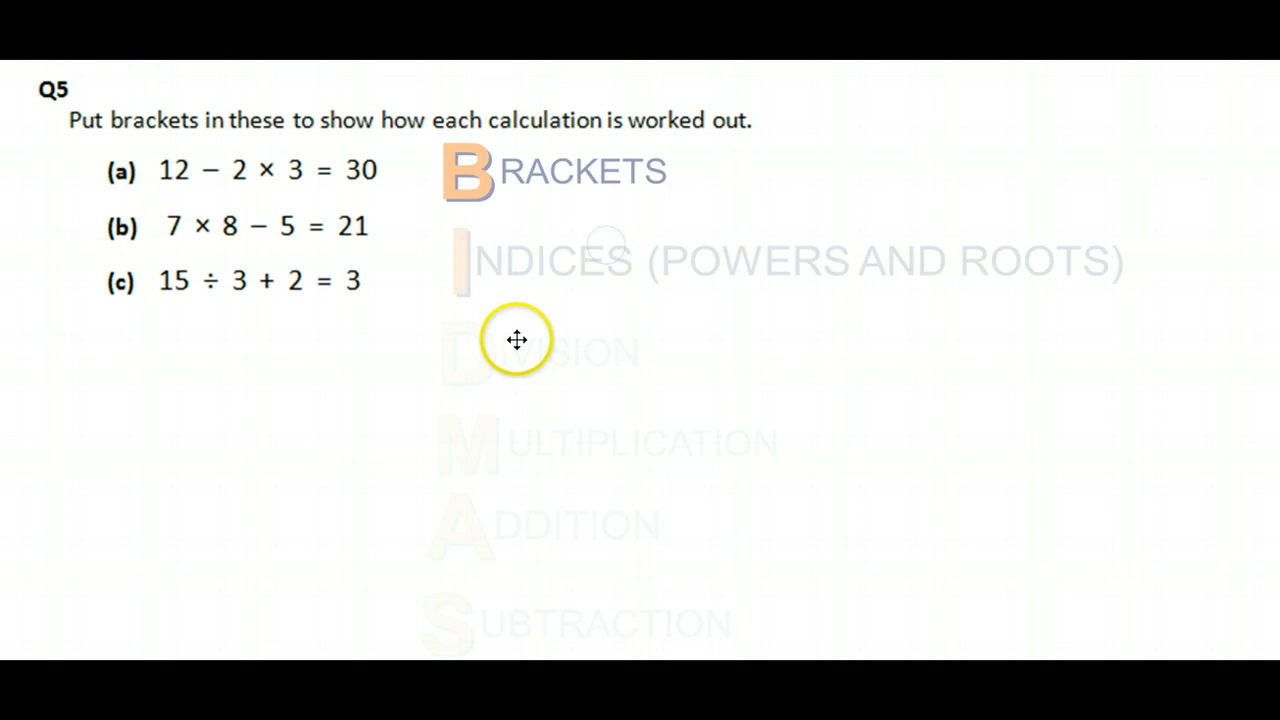 Q5
Put brackets in these to show how each calculation is worked out.
(a) 12 − 2 × 3 = 30
BRACKETS
(b) 7 × 8 − 5 = 21
INDICES (POWERS AND ROOTS)
(c) 15 ÷ 3 + 2 = 3
DIVISION
MULTIPLICATION
ADDITION
SUBTRACTION